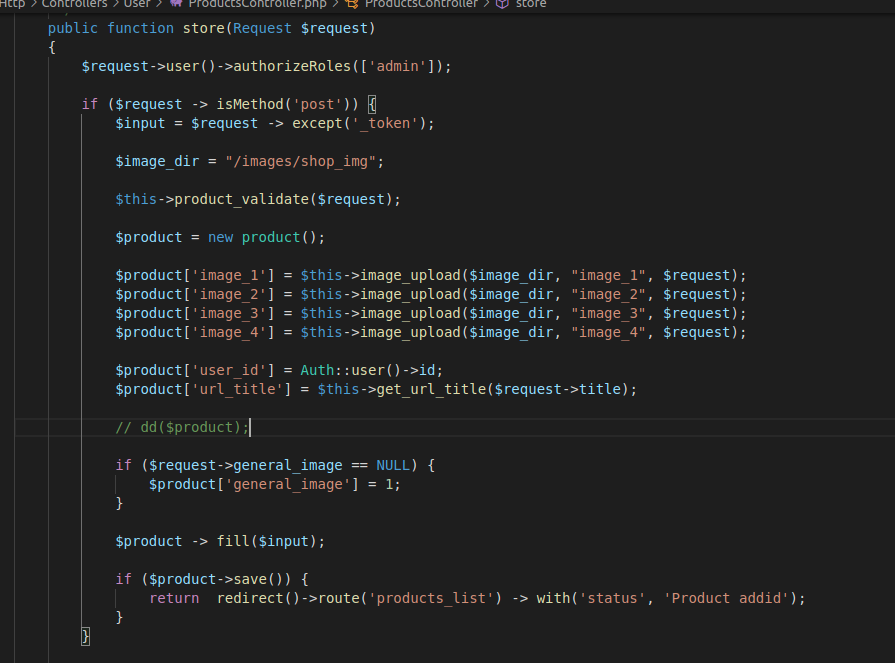 Http > Controllers > User > ProductsController.php > ProductsController > store
public function store(Request $request)
{
$request->user()->authorizeRoles(['admin']);
if ($request -> isMethod('post')) {
$input = $request -> except('_token');
$image_dir = "/images/shop_img";
$this->product_validate($request);
$product = new product();
$product['image_1'] = $this->image_upload($image_dir, "image_1", $request);
$product['image_2'] = $this->image_upload($image_dir, "image_2", $request);
$product['image_3'] = $this->image_upload($image_dir, "image_3", $request);
$product['image_4'] = $this->image_upload($image_dir, "image_4", $request);
$product['user_id'] = Auth::user()->id;
$product['url_title'] = $this->get_url_title($request->title);
// dd($product);
if ($request->general_image == NULL) {
$product['general_image'] = 1;
}
$product -> fill($input);
if ($product->save()) {
return  redirect()->route('products_list') -> with('status', 'Product addid');
}
}